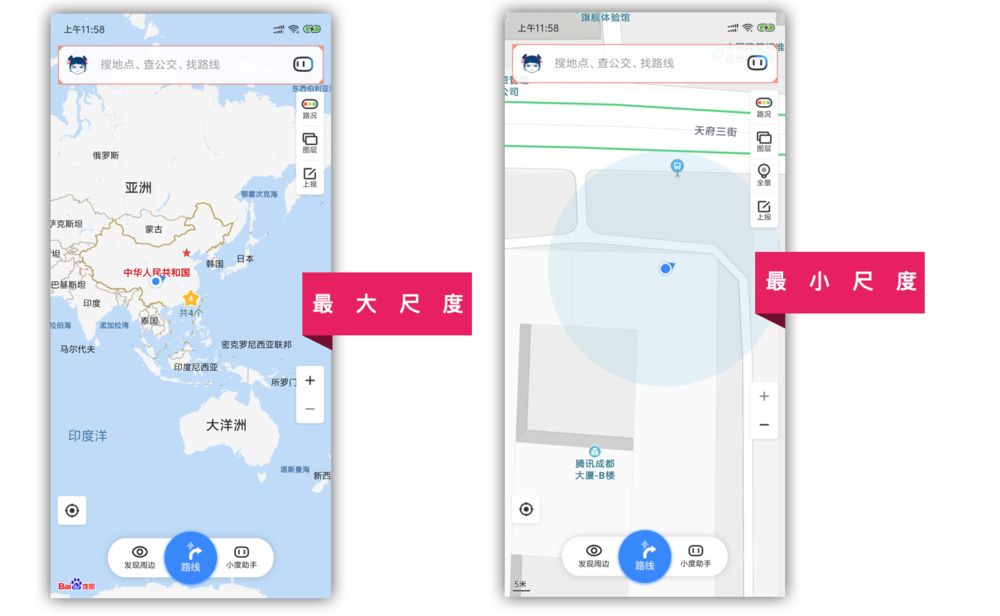 上午11:58
搜地点、查公交、找路线
东西伯利亚
路况
图层
上报
俄罗斯
亚洲
鄂霍次克海
萨克斯坦
蒙古
坦
韩国
日本
中华人民共和国
巴基斯坦
印度
共4个
拉伯海
孟加拉湾
泰国
马尔代夫
密克罗尼西亚联邦
印度尼西亚
所罗门
大洋洲
印度洋
塔斯曼海
新西
发现周边
路线
小度助手
Bai du 地图
最大尺度
旗舰体验馆
上午11:58
搜地点、查公交、找路线
公司
天府三街
路况
图层
全景
上报
最小尺度
腾讯成都
大厦-B楼
发现周边
路线
小度助手
5米